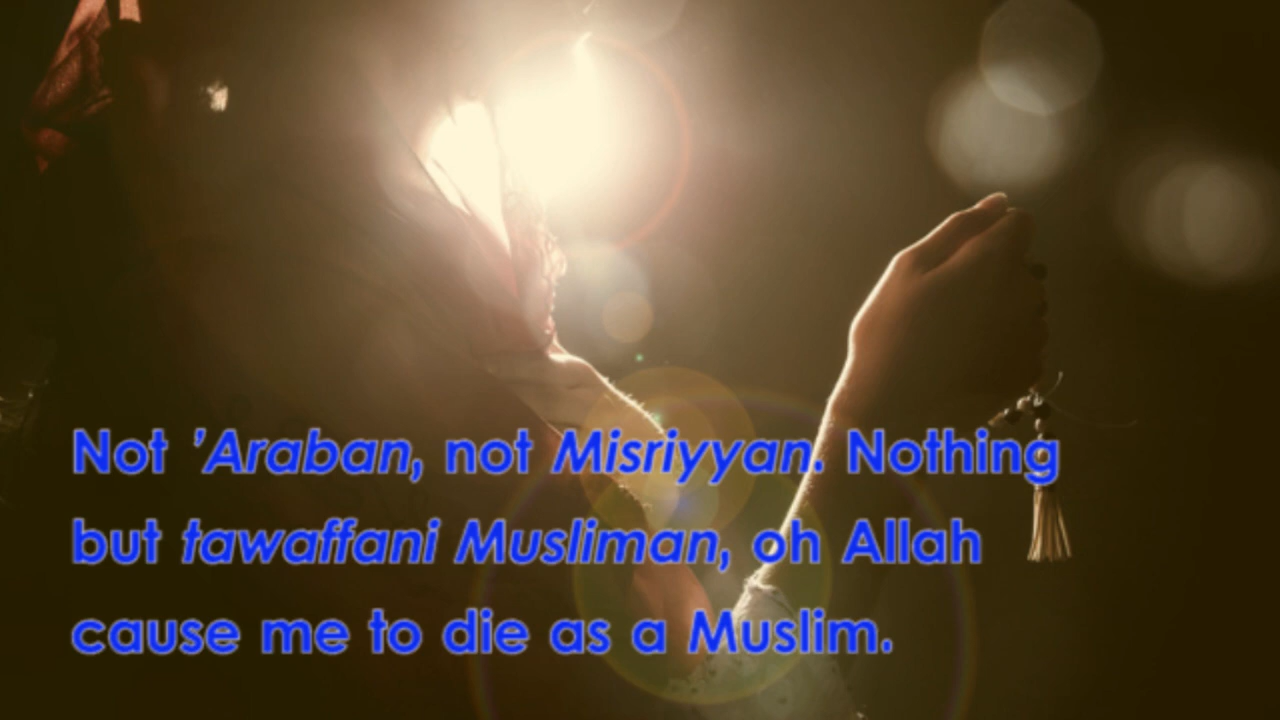 Not ’Araban, not Misriyyan. Nothing
but tawaffani Musliman, oh Allah
cause me to die as a Muslim.